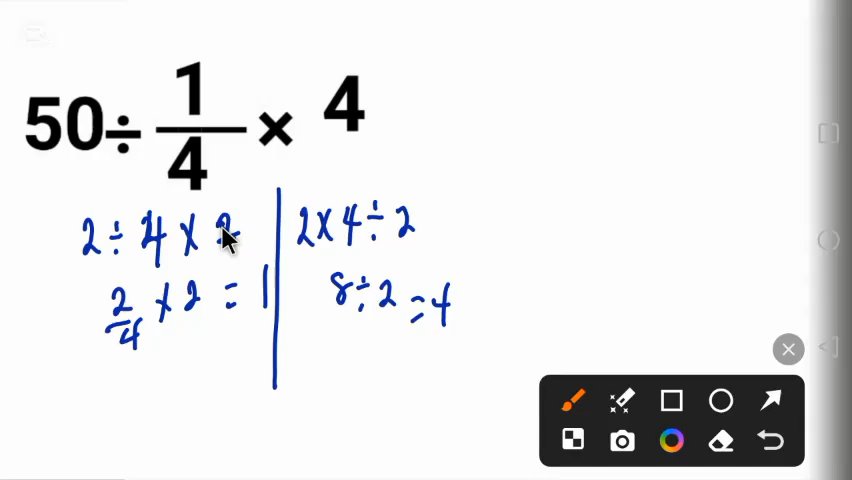 50 ÷ 1/4 × 4
2 ÷ 4 × 2 | 2 × 4 ÷ 2
2/4 × 2 = 1 | 8 ÷ 2 = 4